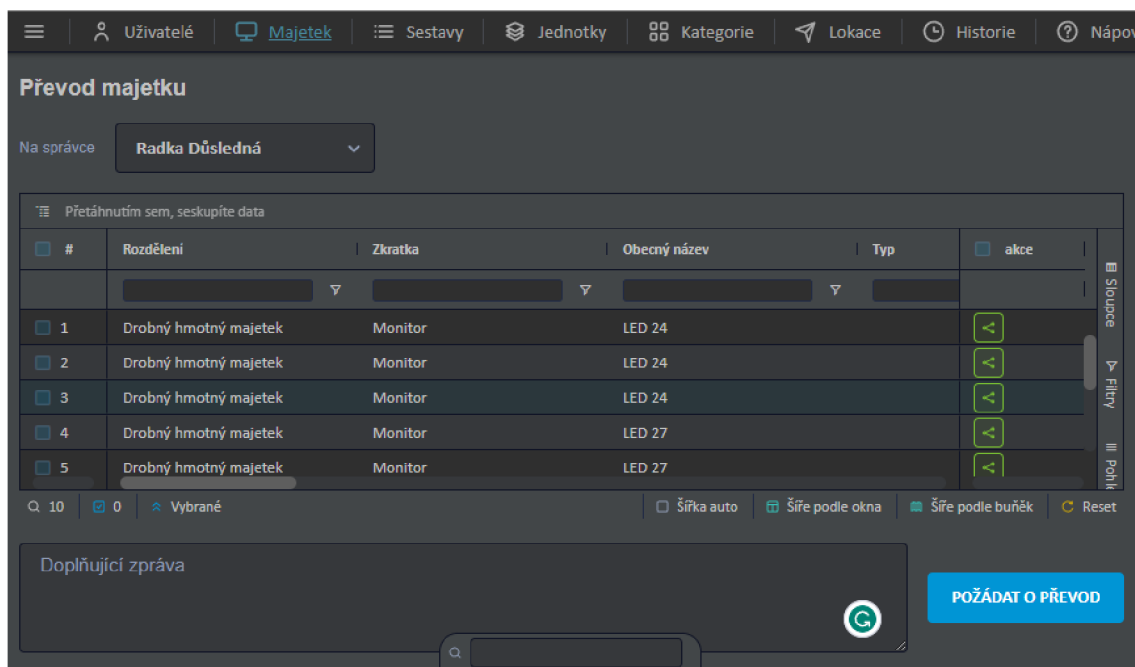 Uživatelé Majetek Sestavy Jednotky Kategorie Lokace Historie Nápov
Převod majetku
Na správce Radka Důsledná
Přetáhnutím sem, seskupíte data
# Rozdělení Zkratka Obecný název Typ akce
1 Drobný hmotný majetek Monitor LED 24
2 Drobný hmotný majetek Monitor LED 24
3 Drobný hmotný majetek Monitor LED 24
4 Drobný hmotný majetek Monitor LED 27
5 Drobný hmotný majetek Monitor LED 27
Sloupce
Filtry
Pohle
10 0 Vybrané Šířka auto Šíře podle okna Šíře podle buněk Reset
Doplňující zpráva
POŽÁDAT O PŘEVOD